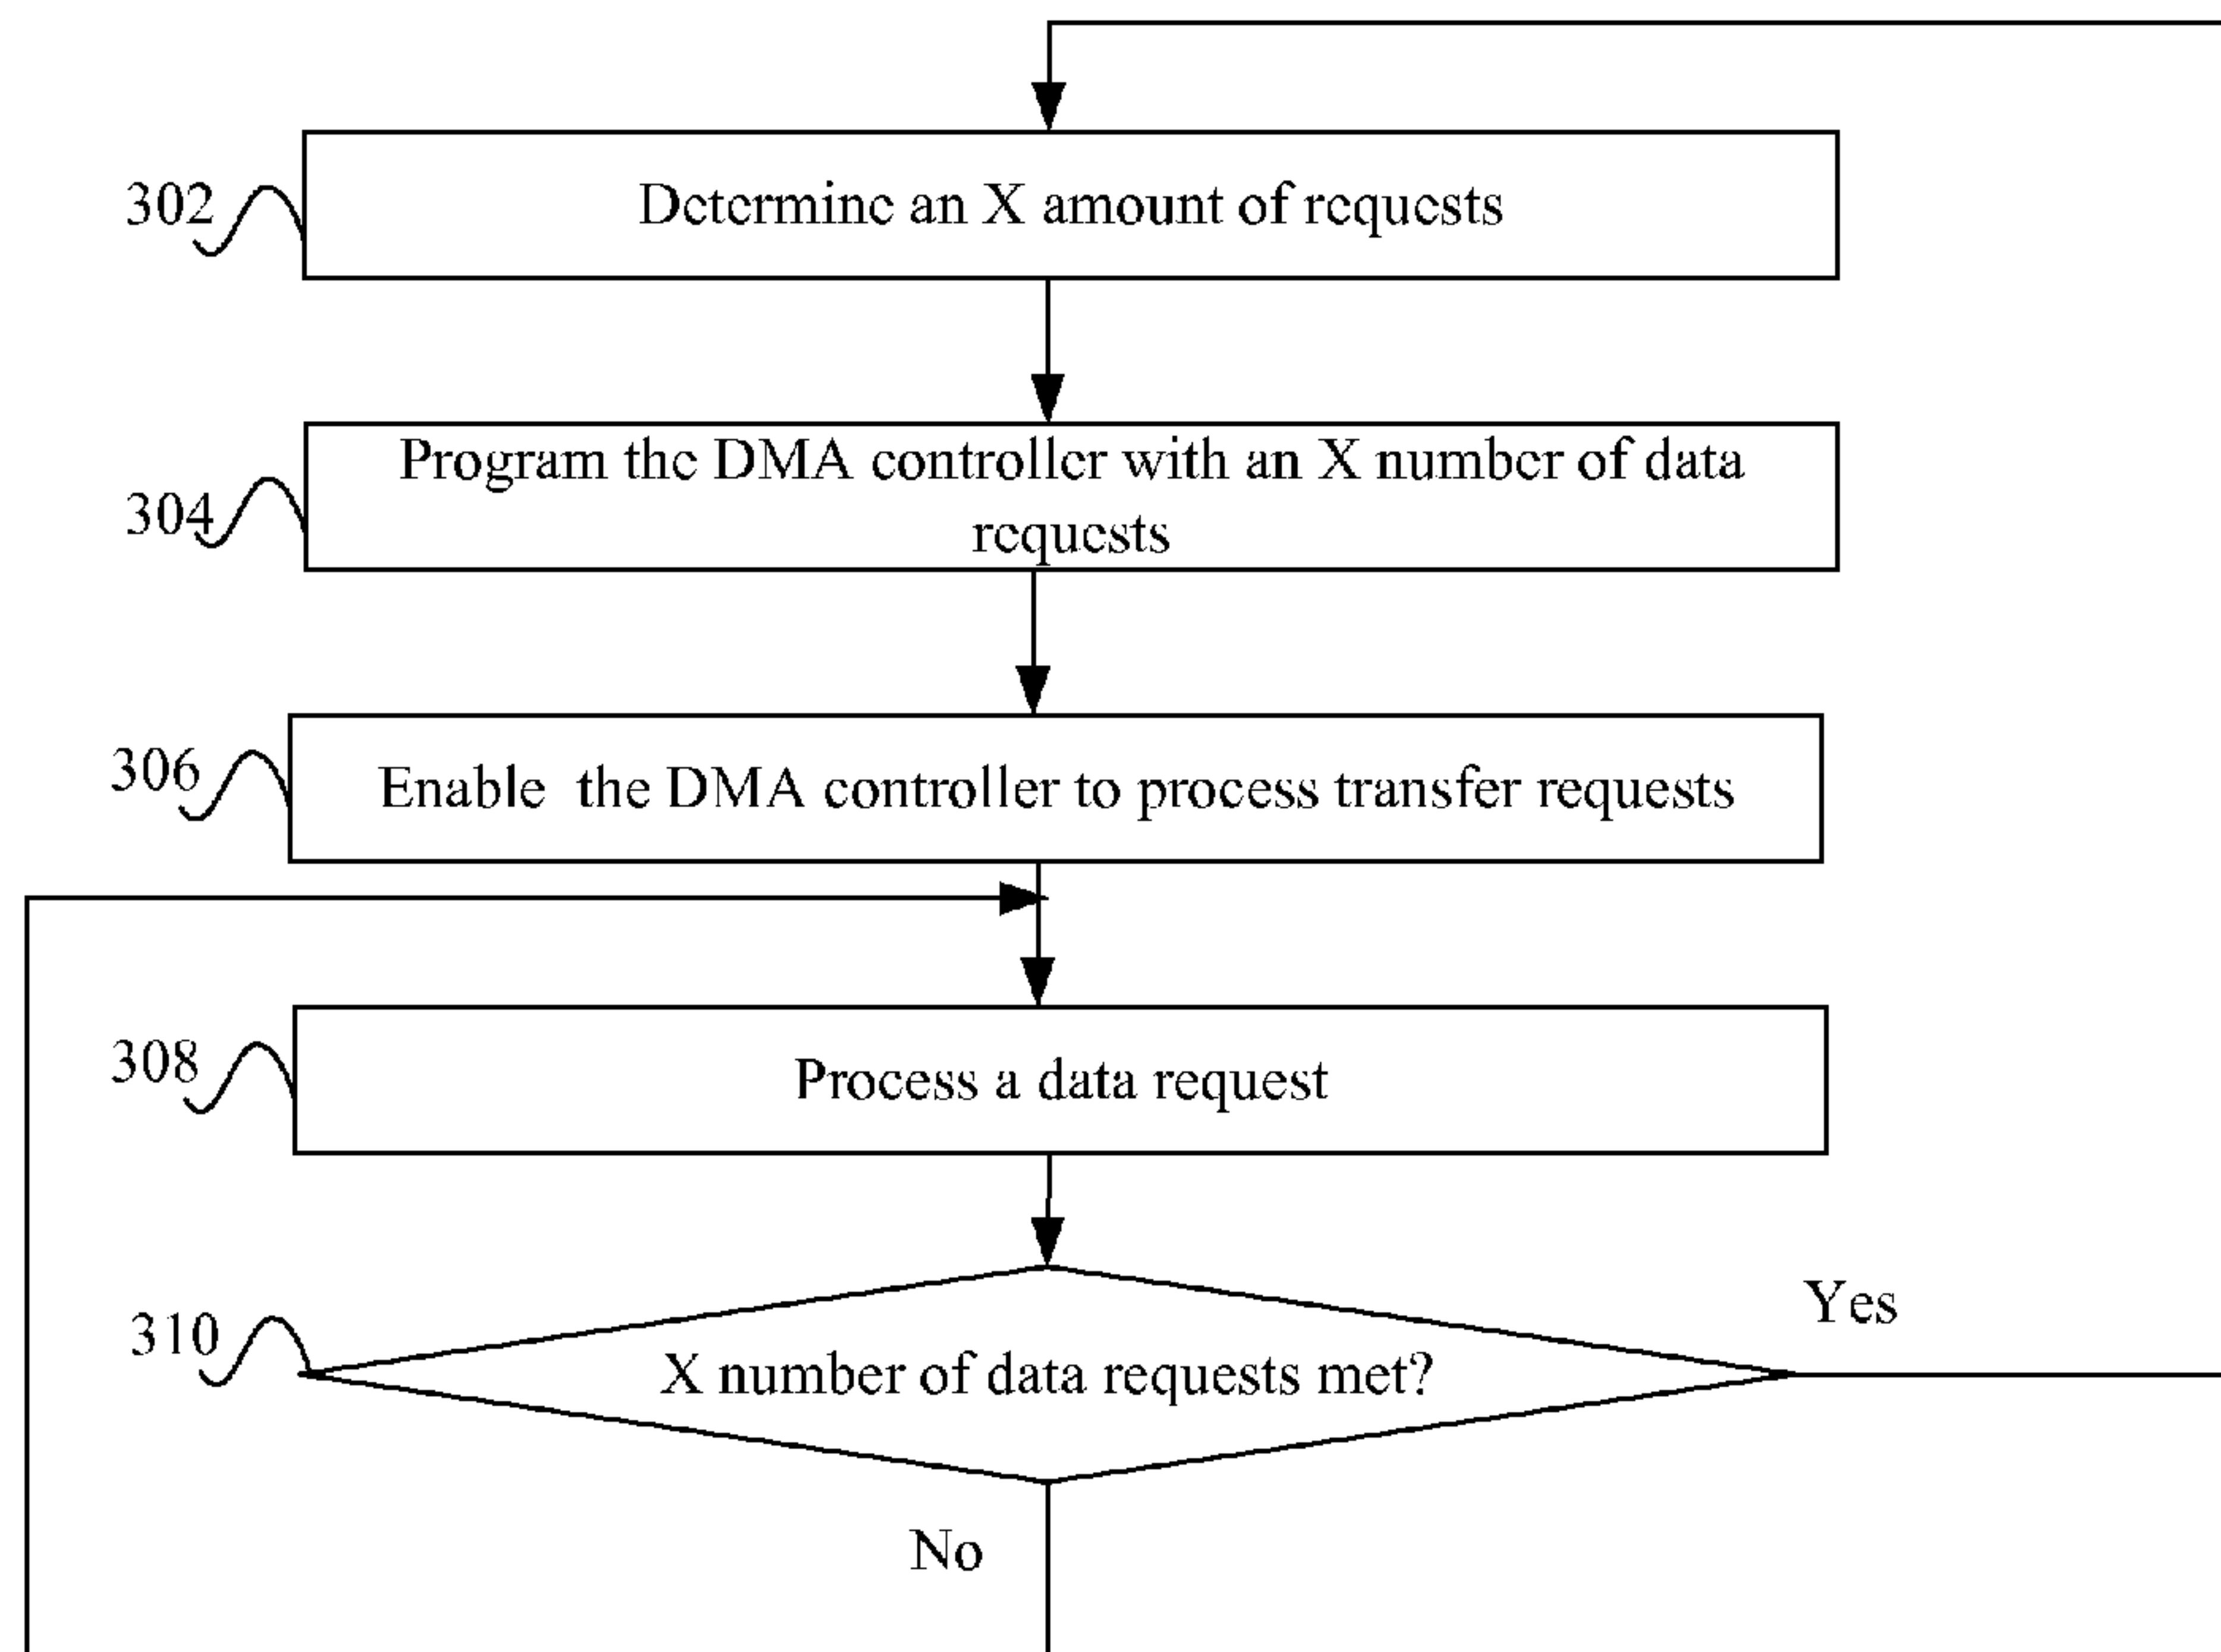 302
Determine an X amount of requests
304
Program the DMA controller with an X number of data
requests
306
Enable the DMA controller to process transfer requests
308
Process a data request
310
X number of data requests met?
Yes
No